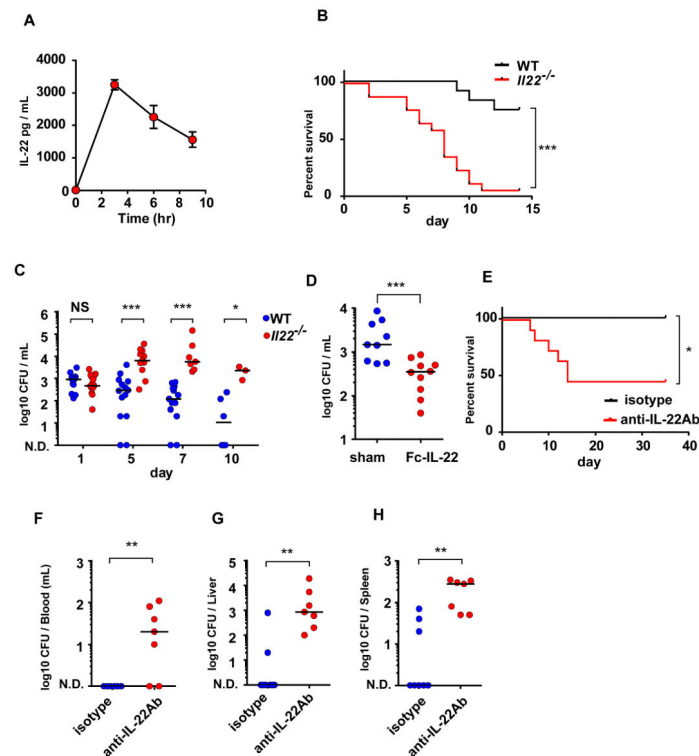 A
IL-22 pg / mL
4000
3000
2000
1000
0
0 2 4 6 8 10
Time (hr)
B
WT
Il22-/-
Percent survival
100
50
0
0 5 10 15
day
***
C
NS *** *** *
WT
Il22-/-
log10 CFU / mL
6
5
4
3
2
1
N.D.
1 5 7 10
day
D
***
log10 CFU / mL
4
3
2
1
sham Fc-IL-22
E
Percent survival
100
50
0
*
isotype
anti-IL-22Ab
0 10 20 30 40
day
F
**
log10 CFU / Blood (mL)
3
2
1
N.D.
isotype
anti-IL-22Ab
G
**
log10 CFU / Liver
5
4
3
2
1
N.D.
isotype
anti-IL-22Ab
H
**
log10 CFU / Spleen
3
2
1
N.D.
isotype
anti-IL-22Ab